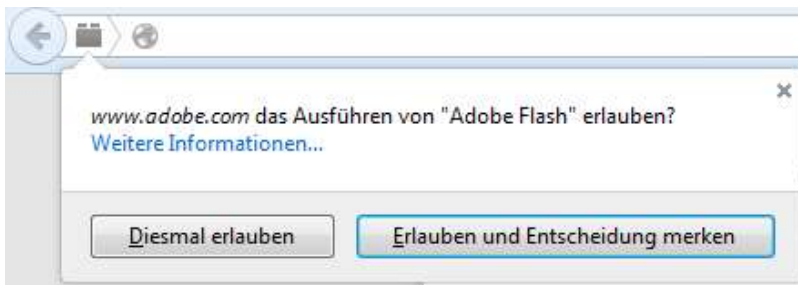 www.adobe.com das Ausführen von "Adobe Flash" erlauben?
Weitere Informationen...
Diesmal erlauben
Erlauben und Entscheidung merken